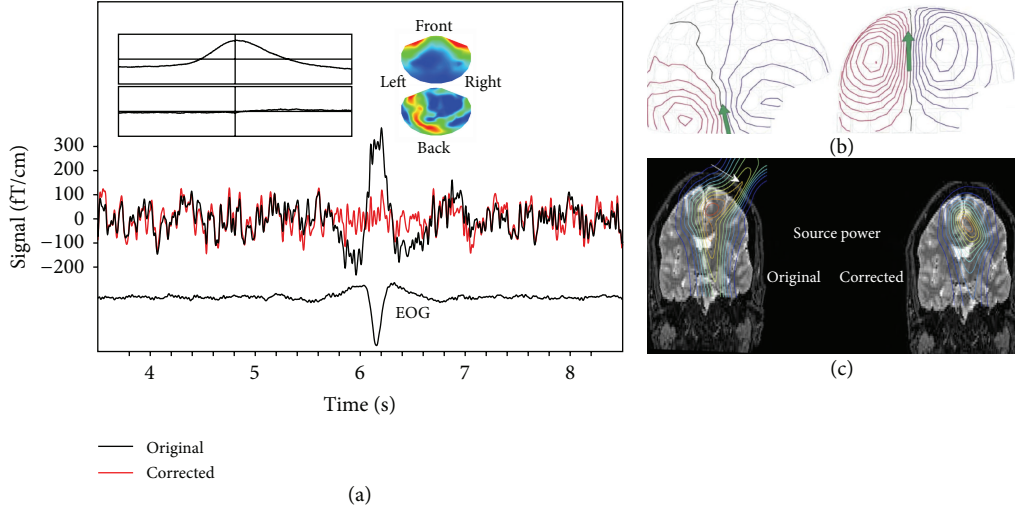 Front
Left Right
Back
300
200
100
0
−100
−200
Signal (fT/cm)
EOG
4 5 6 7 8
Time (s)
Original
Corrected
(a)
(b)
Source power
Original Corrected
(c)